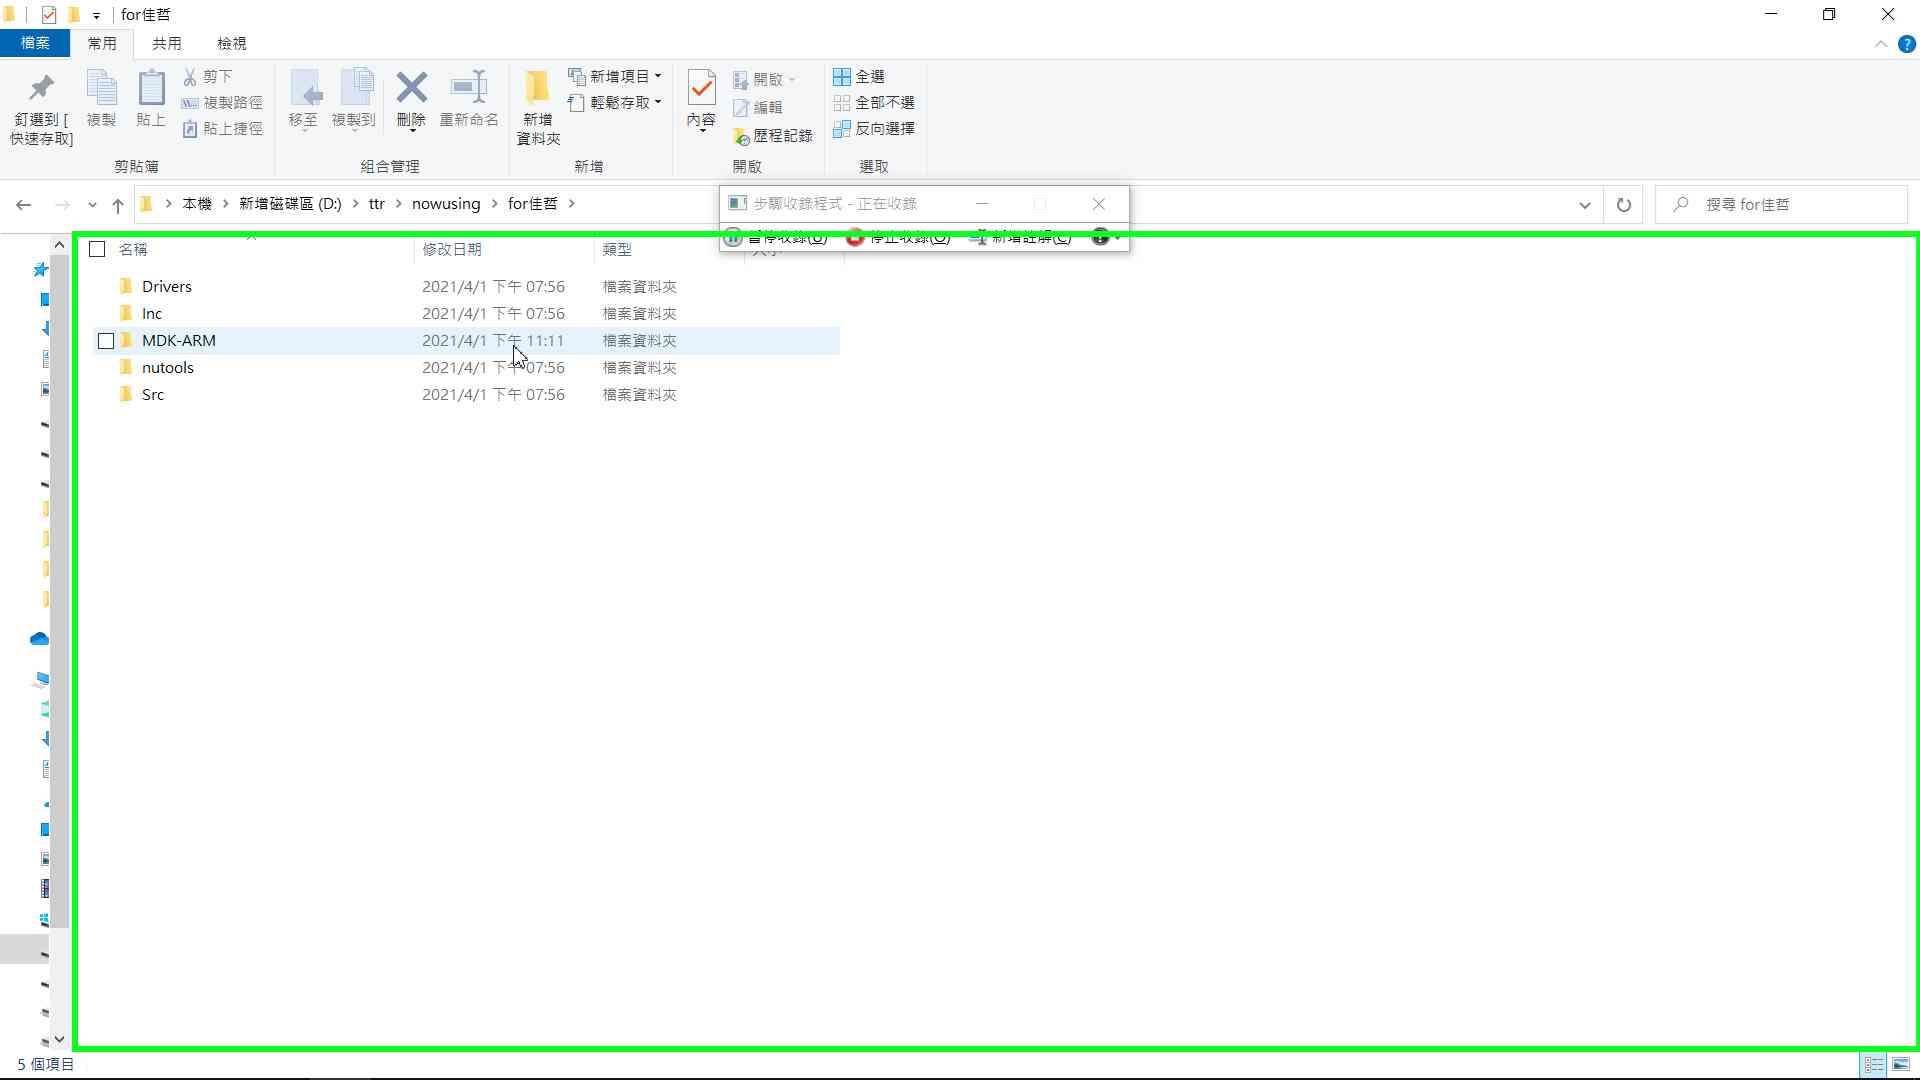 for佳哲
檔案 常用 共用 檢視
釘選到 [
快速存取]
複製
貼上
剪下
複製路徑
貼上捷徑
剪貼簿
移至
複製到
刪除
重新命名
組合管理
新增
資料夾
新增項目
輕鬆存取
新增
內容
開啟
編輯
歷程記錄
開啟
全選
全部不選
反向選擇
選取
本機 新增磁碟區 (D:) ttr nowusing for佳哲
步驟收錄程式 - 正在收錄
搜尋 for佳哲
暫停收錄(U) 停止收錄(O) 新增註解(C)
名稱 修改日期 類型 大小
Drivers 2021/4/1 下午 07:56 檔案資料夾
Inc 2021/4/1 下午 07:56 檔案資料夾
MDK-ARM 2021/4/1 下午 11:11 檔案資料夾
nutools 2021/4/1 下午 07:56 檔案資料夾
Src 2021/4/1 下午 07:56 檔案資料夾
5 個項目